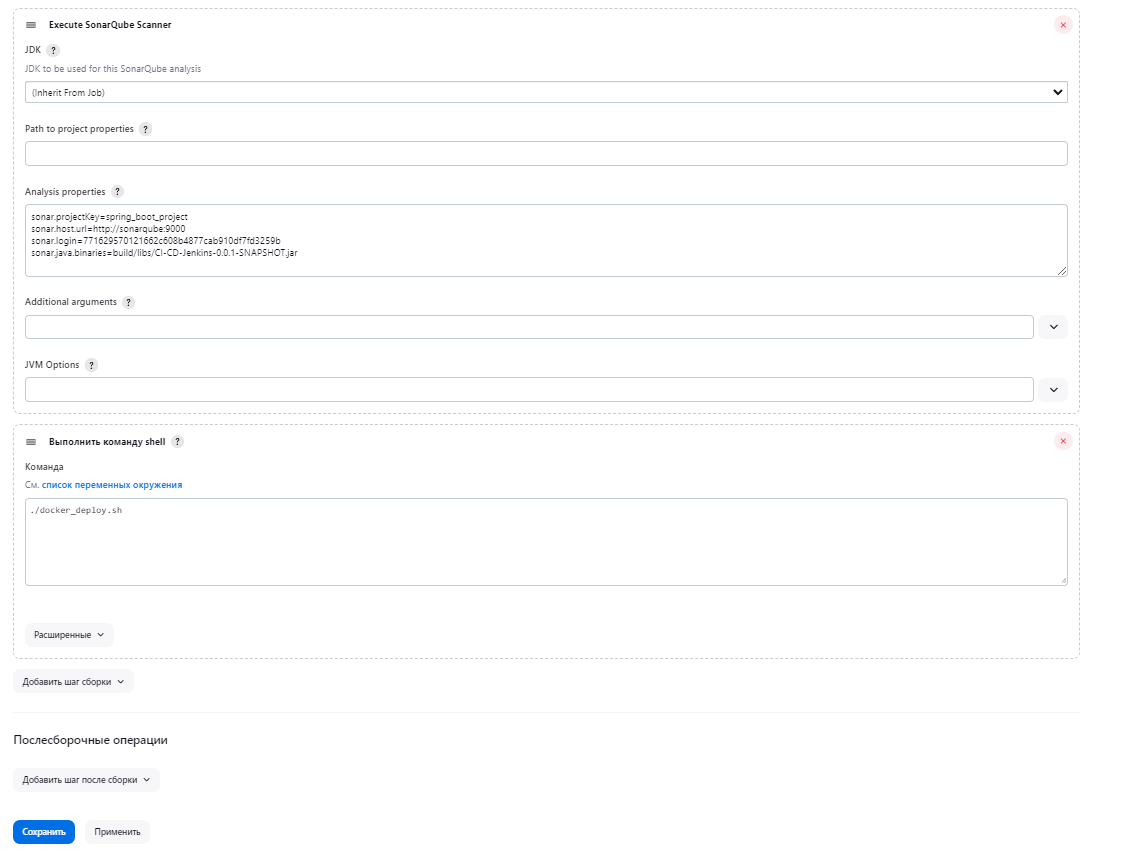 Execute SonarQube Scanner
JDK ?
JDK to be used for this SonarQube analysis
(Inherit From Job)
Path to project properties ?
Analysis properties ?
sonar.projectKey=spring_boot_project
sonar.host.url=http://sonarqube:9000
sonar.login=771629570121662c608b4877cab910df7fd3259b
sonar.java.binaries=build/libs/CI-CD-Jenkins-0.0.1-SNAPSHOT.jar
Additional arguments ?
JVM Options ?
Выполнить команду shell ?
Команда
См. список переменных окружения
./docker_deploy.sh
Расширенные
Добавить шаг сборки
Послесборочные операции
Добавить шаг после сборки
Сохранить Применить